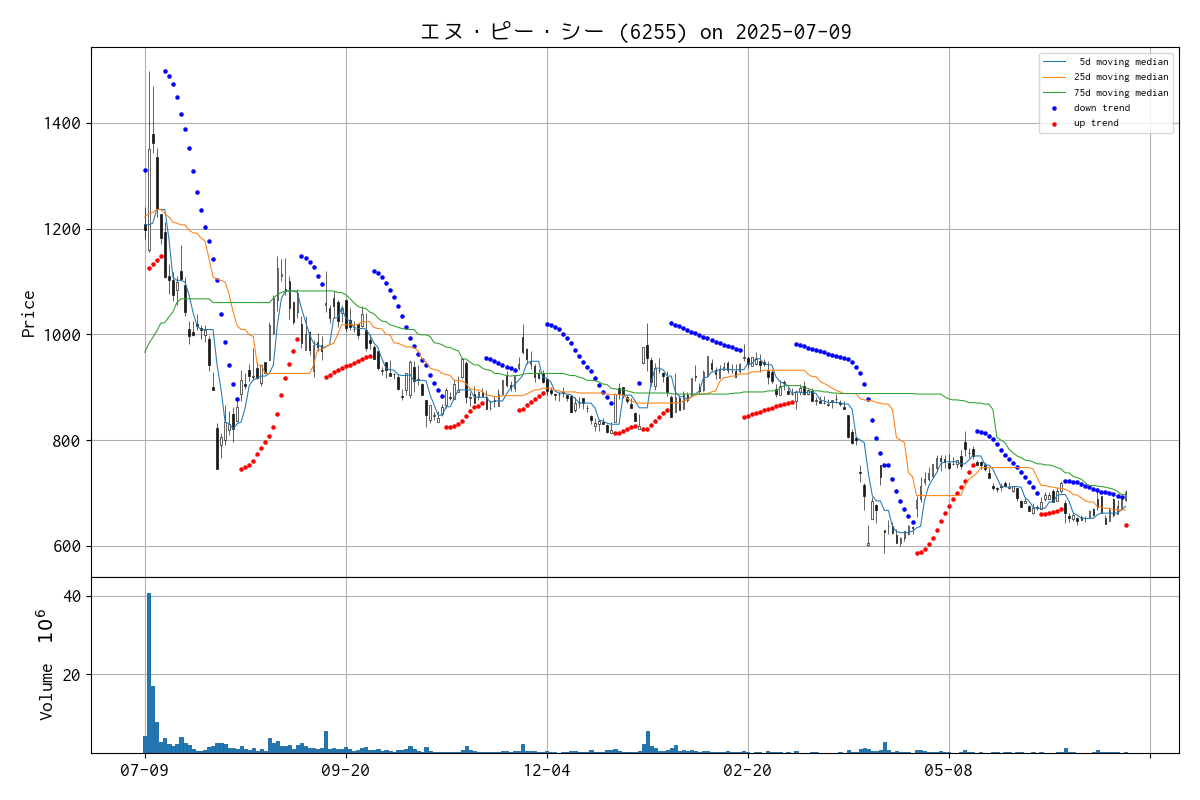 エヌ・ピー・シー (6255) on 2025-07-09
5d moving median
25d moving median
75d moving median
down trend
up trend
Price
1400
1200
1000
800
600
Volume 10⁶
40
20
07-09
09-20
12-04
02-20
05-08